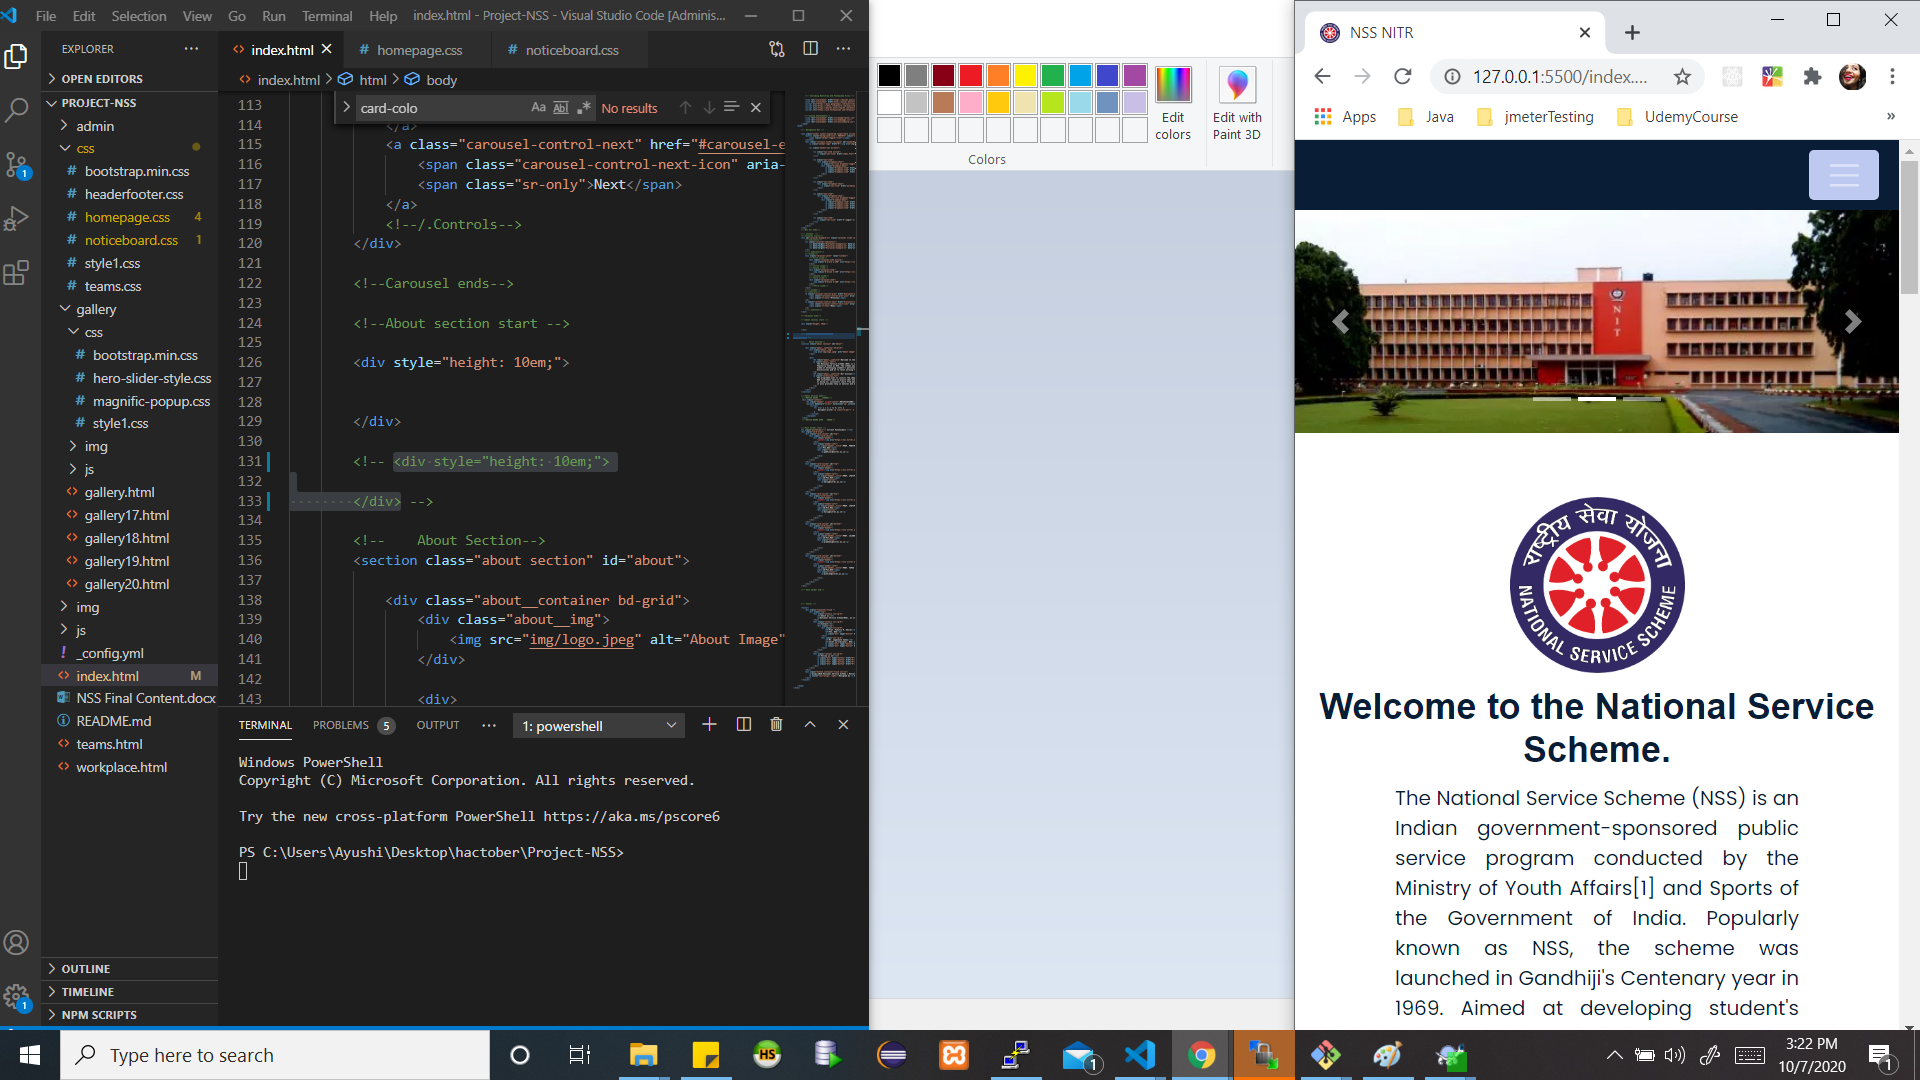 File Edit Selection View Go Run Terminal Help index.html - Project-NSS - Visual Studio Code [Adminis...
EXPLORER
OPEN EDITORS
PROJECT-NSS
admin
css
bootstrap.min.css
headerfooter.css
homepage.css 4
noticeboard.css 1
style1.css
teams.css
gallery
css
bootstrap.min.css
hero-slider-style.css
magnific-popup.css
style1.css
img
js
gallery.html
gallery17.html
gallery18.html
gallery19.html
gallery20.html
img
js
_config.yml
index.html M
NSS Final Content.docx
README.md
teams.html
workplace.html
OUTLINE
TIMELINE
NPM SCRIPTS
1
1
index.html homepage.css noticeboard.css
index.html > html > body
card-colo Aa Ab No results
113
114 </a>
115 <a class="carousel-control-next" href="#carousel-e
116 <span class="carousel-control-next-icon" aria-
117 <span class="sr-only">Next</span>
118 </a>
119 <!--/.Controls-->
120 </div>
121
122 <!--Carousel ends-->
123
124 <!--About section start -->
125
126 <div style="height: 10em;">
127
128
129 </div>
130
131 <!-- <div style="height: 10em;">
132
133 </div> -->
134
135 <!-- About Section-->
136 <section class="about section" id="about">
137
138 <div class="about__container bd-grid">
139 <div class="about__img">
140 <img src="img/logo.jpeg" alt="About Image"
141 </div>
142
143 <div>
TERMINAL PROBLEMS 5 OUTPUT ... 1: powershell
Windows PowerShell
Copyright (C) Microsoft Corporation. All rights reserved.
Try the new cross-platform PowerShell https://aka.ms/pscore6
PS C:\Users\Ayushi\Desktop\hactober\Project-NSS>
Edit colors
Edit with Paint 3D
Colors
NSS NITR
127.0.0.1:5500/index....
Apps Java jmeterTesting UdemyCourse »
NIT
राष्ट्रीय सेवा योजना
NATIONAL SERVICE SCHEME
Welcome to the National Service
Scheme.
The National Service Scheme (NSS) is an
Indian government-sponsored public
service program conducted by the
Ministry of Youth Affairs[1] and Sports of
the Government of India. Popularly
known as NSS, the scheme was
launched in Gandhiji's Centenary year in
1969. Aimed at developing student's
Type here to search
HS
1
3:22 PM
10/7/2020
1